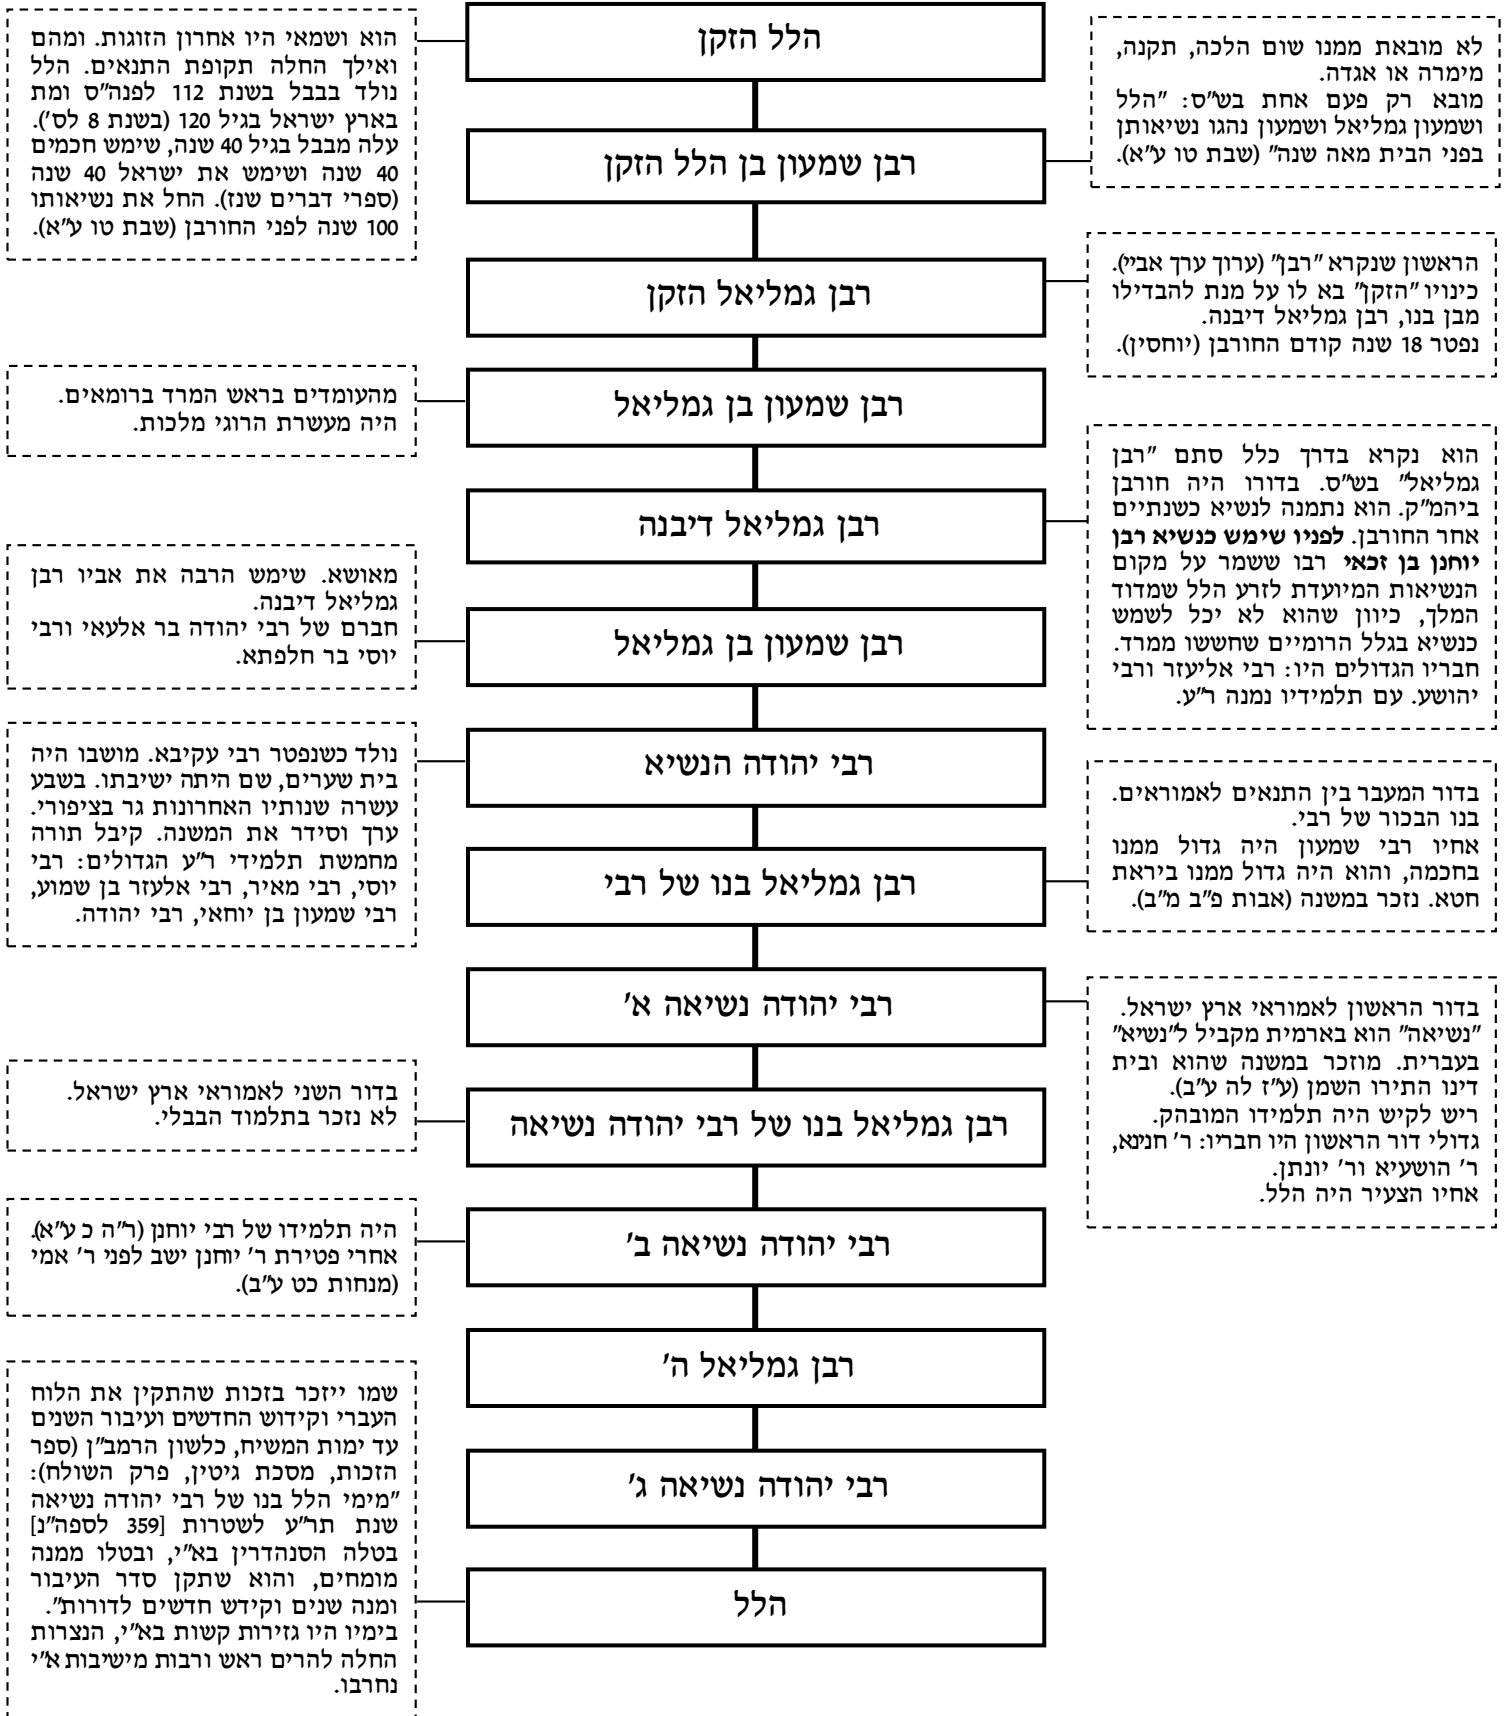 הלל הזקן
הוא ושמאי היו אחרון הזוגות. ומהם
ואילך החלה תקופת התנאים. הלל
נולד בבבל בשנת 112 לפנה"ס ומת
בארץ ישראל בגיל 120 (בשנת 8 לס').
עלה מבבל בגיל 40 שנה, שימש חכמים
40 שנה ושימש את ישראל 40 שנה
(ספרי דברים שנז). החל את נשיאותו
100 שנה לפני החורבן (שבת טו ע"א).
רבן שמעון בן הלל הזקן
לא מובאת ממנו שום הלכה, תקנה,
מימרה או אגדה.
מובא רק פעם אחת בש"ס: "הלל
ושמעון גמליאל ושמעון נהגו נשיאותן
בפני הבית מאה שנה" (שבת טו ע"א).
רבן גמליאל הזקן
הראשון שנקרא "רבן" (ערוך ערך אביי).
כינויו "הזקן" בא לו על מנת להבדילו
מבן בנו, רבן גמליאל דיבנה.
נפטר 18 שנה קודם החורבן (יוחסין).
רבן שמעון בן גמליאל
מהעומדים בראש המרד ברומאים.
היה מעשרת הרוגי מלכות.
רבן גמליאל דיבנה
הוא נקרא בדרך כלל סתם "רבן
גמליאל" בש"ס. בדורו היה חורבן
ביהמ"ק. הוא נתמנה לנשיא כשנתיים
אחר החורבן. לפניו שימש כנשיא רבן
יוחנן בן זכאי רבו ששמר על מקום
הנשיאות המיועדת לזרע הלל שמדוד
המלך, כיוון שהוא לא יכל לשמש
כנשיא בגלל הרומיים שחששו ממרד.
חבריו הגדולים היו: רבי אליעזר ורבי
יהושע. עם תלמידיו נמנה ר"ע.
רבן שמעון בן גמליאל
מאושא. שימש הרבה את אביו רבן
גמליאל דיבנה.
חברם של רבי יהודה בר אלעאי ורבי
יוסי בר חלפתא.
רבי יהודה הנשיא
נולד כשנפטר רבי עקיבא. מושבו היה
בית שערים, שם היתה ישיבתו. בשבע
עשרה שנותיו האחרונות גר בציפורי.
ערך וסידר את המשנה. קיבל תורה
מחמשת תלמידי ר"ע הגדולים: רבי
יוסי, רבי מאיר, רבי אלעזר בן שמוע,
רבי שמעון בן יוחאי, רבי יהודה.
רבן גמליאל בנו של רבי
בדור המעבר בין התנאים לאמוראים.
בנו הבכור של רבי.
אחיו רבי שמעון היה גדול ממנו
בחכמה, והוא היה גדול ממנו ביראת
חטא. נזכר במשנה (אבות פ"ב מ"ב).
רבי יהודה נשיאה א'
בדור הראשון לאמוראי ארץ ישראל.
"נשיאה" הוא בארמית מקביל ל"נשיא"
בעברית. מוזכר במשנה שהוא ובית
דינו התירו השמן (ע"ז לה ע"ב).
ריש לקיש היה תלמידו המובהק.
גדולי דור הראשון היו חבריו: ר' חנינא,
ר' הושעיא ור' יונתן.
אחיו הצעיר היה הלל.
רבן גמליאל בנו של רבי יהודה נשיאה
בדור השני לאמוראי ארץ ישראל.
לא נזכר בתלמוד הבבלי.
רבי יהודה נשיאה ב'
היה תלמידו של רבי יוחנן (ר"ה כ ע"א).
אחרי פטירת ר' יוחנן ישב לפני ר' אמי
(מנחות כט ע"ב).
רבן גמליאל ה'
רבי יהודה נשיאה ג'
הלל
שמו ייזכר בזכות שהתקין את הלוח
העברי וקידוש החדשים ועיבור השנים
עד ימות המשיח, כלשון הרמב"ן (ספר
הזכות, מסכת גיטין, פרק השולח):
"מימי הלל בנו של רבי יהודה נשיאה
שנת תר"ע לשטרות [359 לספה"נ]
בטלה הסנהדרין בא"י, ובטלו ממנה
מומחים, והוא שתקן סדר העיבור
ומנה שנים וקידש חדשים לדורות".
בימיו היו גזירות קשות בא"י, הנצרות
החלה להרים ראש ורבות מישיבות א"י
נחרבו.